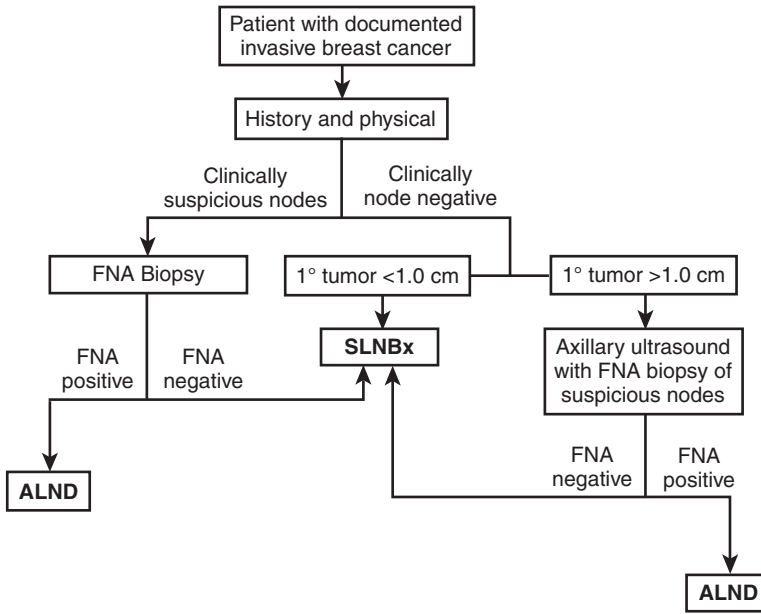 Patient with documented
invasive breast cancer
History and physical
Clinically
suspicious nodes
Clinically
node negative
FNA Biopsy
1° tumor <1.0 cm
1° tumor >1.0 cm
FNA
positive
FNA
negative
SLNBx
Axillary ultrasound
with FNA biopsy of
suspicious nodes
ALND
FNA
negative
FNA
positive
ALND